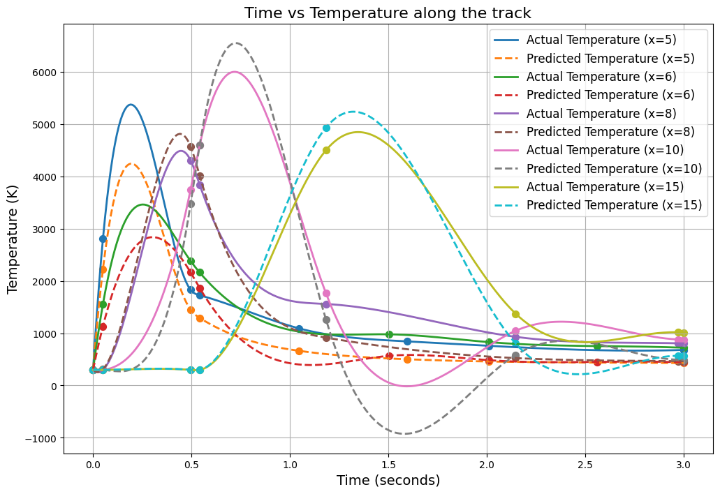 Time vs Temperature along the track
Temperature (K)
6000
5000
4000
3000
2000
1000
0
−1000
0.0 0.5 1.0 1.5 2.0 2.5 3.0
Time (seconds)
Actual Temperature (x=5)
Predicted Temperature (x=5)
Actual Temperature (x=6)
Predicted Temperature (x=6)
Actual Temperature (x=8)
Predicted Temperature (x=8)
Actual Temperature (x=10)
Predicted Temperature (x=10)
Actual Temperature (x=15)
Predicted Temperature (x=15)